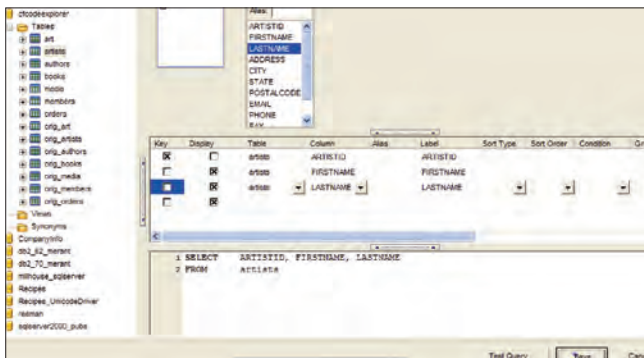 cfcodeexplorer
Tables
art
artists
authors
books
media
members
orders
orig_art
orig_artists
orig_authors
orig_books
orig_media
orig_members
orig_orders
Views
Synonyms
CompanyInfo
db2_62_merant
db2_70_merant
millhouse_sqlserver
Recipes
Recipes_UnicodeDriver
sqlserver2000_pubs
Alias:
ARTISTID
FIRSTNAME
LASTNAME
ADDRESS
CITY
STATE
POSTALCODE
EMAIL
PHONE
FAX
Key Display Table Column Alias Label Sort Type Sort Order Condition
artists ARTISTID ARTISTID
artists FIRSTNAME FIRSTNAME
artists LASTNAME LASTNAME
1 SELECT ARTISTID, FIRSTNAME, LASTNAME
2 FROM artists
Test Query
Save